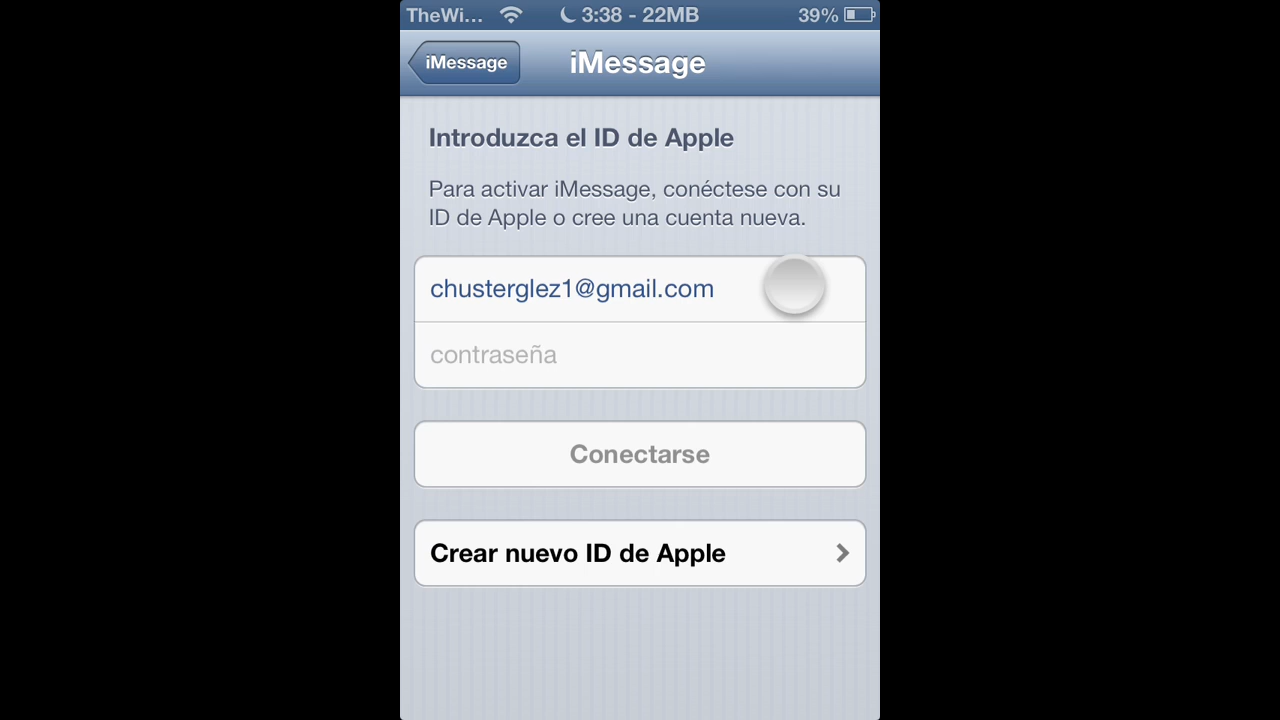 TheWi... 3:38 - 22MB 39%
iMessage iMessage
Introduzca el ID de Apple
Para activar iMessage, conéctese con su
ID de Apple o cree una cuenta nueva.
chusterglez1@gmail.com
contraseña
Conectarse
Crear nuevo ID de Apple